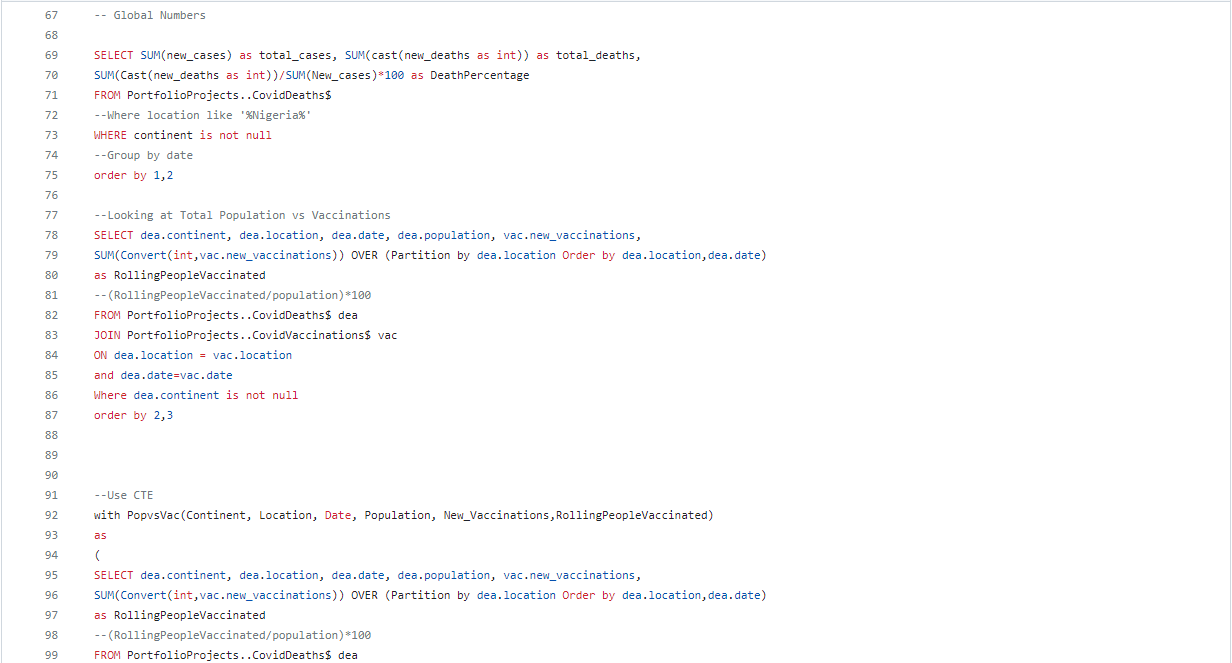 67 -- Global Numbers
68
69 SELECT SUM(new_cases) as total_cases, SUM(cast(new_deaths as int)) as total_deaths,
70 SUM(Cast(new_deaths as int))/SUM(New_cases)*100 as DeathPercentage
71 FROM PortfolioProjects..CovidDeaths$
72 --Where location like '%Nigeria%'
73 WHERE continent is not null
74 --Group by date
75 order by 1,2
76
77 --Looking at Total Population vs Vaccinations
78 SELECT dea.continent, dea.location, dea.date, dea.population, vac.new_vaccinations,
79 SUM(Convert(int,vac.new_vaccinations)) OVER (Partition by dea.location Order by dea.location,dea.date)
80 as RollingPeopleVaccinated
81 --(RollingPeopleVaccinated/population)*100
82 FROM PortfolioProjects..CovidDeaths$ dea
83 JOIN PortfolioProjects..CovidVaccinations$ vac
84 ON dea.location = vac.location
85 and dea.date=vac.date
86 Where dea.continent is not null
87 order by 2,3
88
89
90
91 --Use CTE
92 with PopvsVac(Continent, Location, Date, Population, New_Vaccinations,RollingPeopleVaccinated)
93 as
94 (
95 SELECT dea.continent, dea.location, dea.date, dea.population, vac.new_vaccinations,
96 SUM(Convert(int,vac.new_vaccinations)) OVER (Partition by dea.location Order by dea.location,dea.date)
97 as RollingPeopleVaccinated
98 --(RollingPeopleVaccinated/population)*100
99 FROM PortfolioProjects..CovidDeaths$ dea